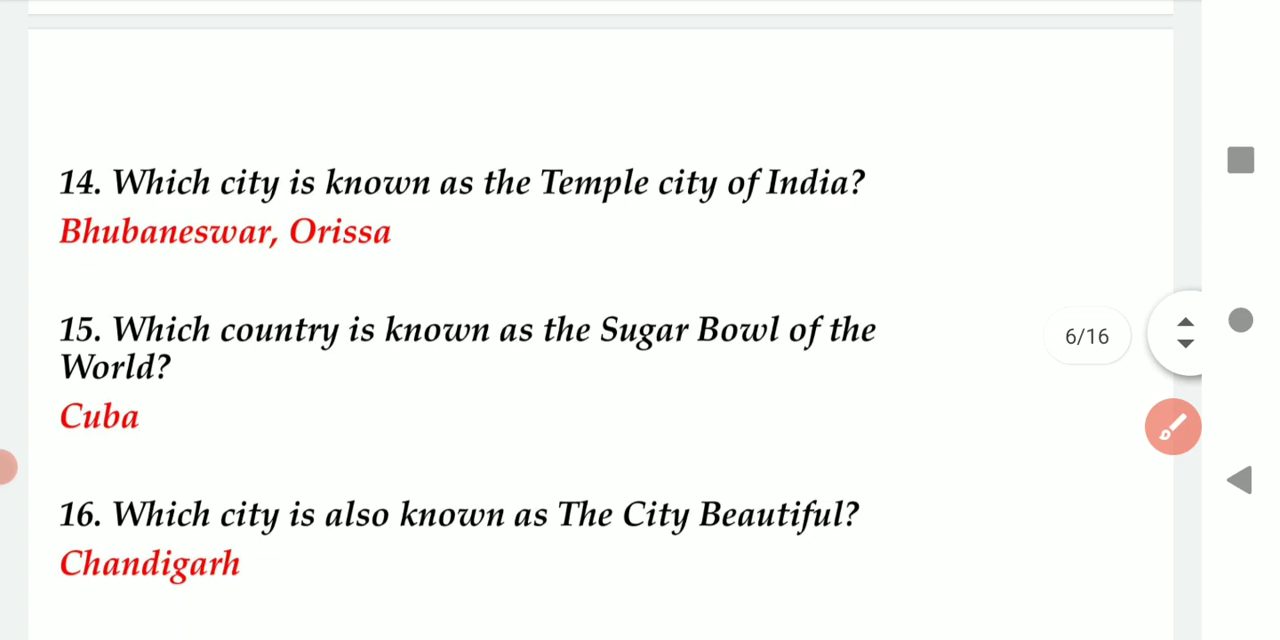 14. Which city is known as the Temple city of India?
Bhubaneswar, Orissa
15. Which country is known as the Sugar Bowl of the
World?
Cuba
6/16
16. Which city is also known as The City Beautiful?
Chandigarh